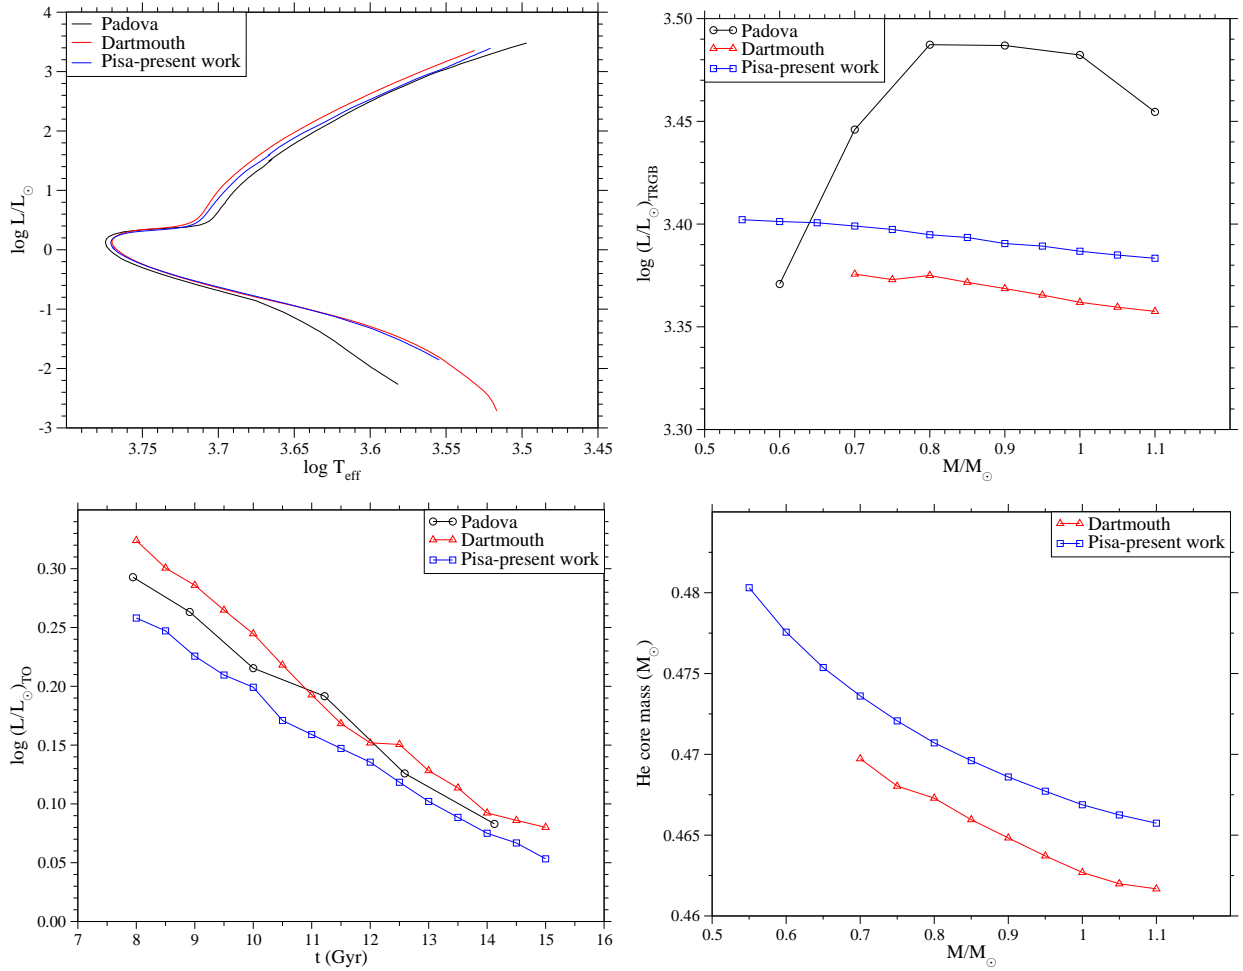 Padova
Dartmouth
Pisa-present work
4
3
2
1
0
-1
-2
-3
log L/L☉
3.75
3.7
3.65
3.6
3.55
3.5
3.45
log T_eff
Padova
Dartmouth
Pisa-present work
3.50
3.45
3.40
3.35
3.30
log (L/L☉)_TRGB
0.5
0.6
0.7
0.8
0.9
1
1.1
M/M☉
Padova
Dartmouth
Pisa-present work
0.30
0.25
0.20
0.15
0.10
0.05
0.00
log (L/L☉)_TO
7
8
9
10
11
12
13
14
15
16
t (Gyr)
Dartmouth
Pisa-present work
0.48
0.475
0.47
0.465
0.46
He core mass (M☉)
0.5
0.6
0.7
0.8
0.9
1
1.1
M/M☉